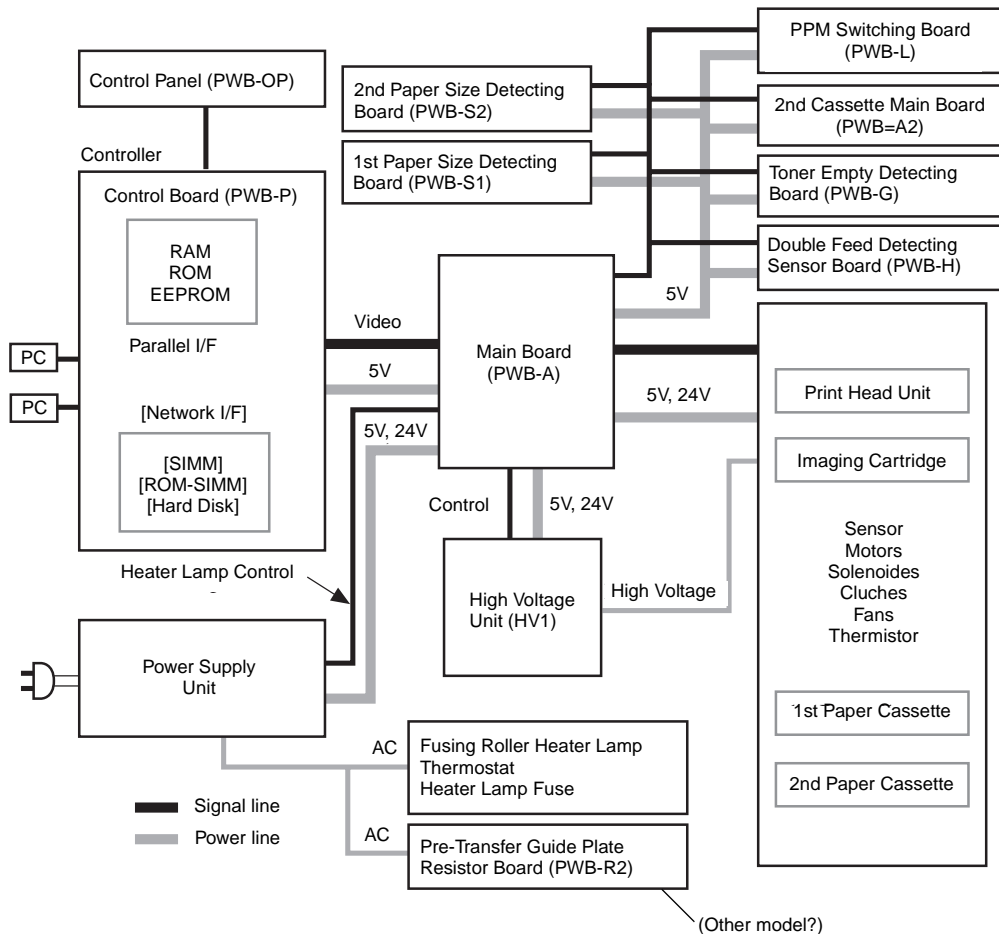 Control Panel (PWB-OP)
Controller
Control Board (PWB-P)
RAM
ROM
EEPROM
Parallel I/F
PC
PC
[Network I/F]
[SIMM]
[ROM-SIMM]
[Hard Disk]
Heater Lamp Control
Power Supply
Unit
Signal line
Power line
2nd Paper Size Detecting
Board (PWB-S2)
1st Paper Size Detecting
Board (PWB-S1)
Video
5V
5V, 24V
Main Board
(PWB-A)
5V
5V, 24V
Control
5V, 24V
High Voltage
Unit (HV1)
High Voltage
AC
Fusing Roller Heater Lamp
Thermostat
Heater Lamp Fuse
AC
Pre-Transfer Guide Plate
Resistor Board (PWB-R2)
(Other model?)
PPM Switching Board
(PWB-L)
2nd Cassette Main Board
(PWB=A2)
Toner Empty Detecting
Board (PWB-G)
Double Feed Detecting
Sensor Board (PWB-H)
Print Head Unit
Imaging Cartridge
Sensor
Motors
Solenoides
Cluches
Fans
Thermistor
1st Paper Cassette
2nd Paper Cassette